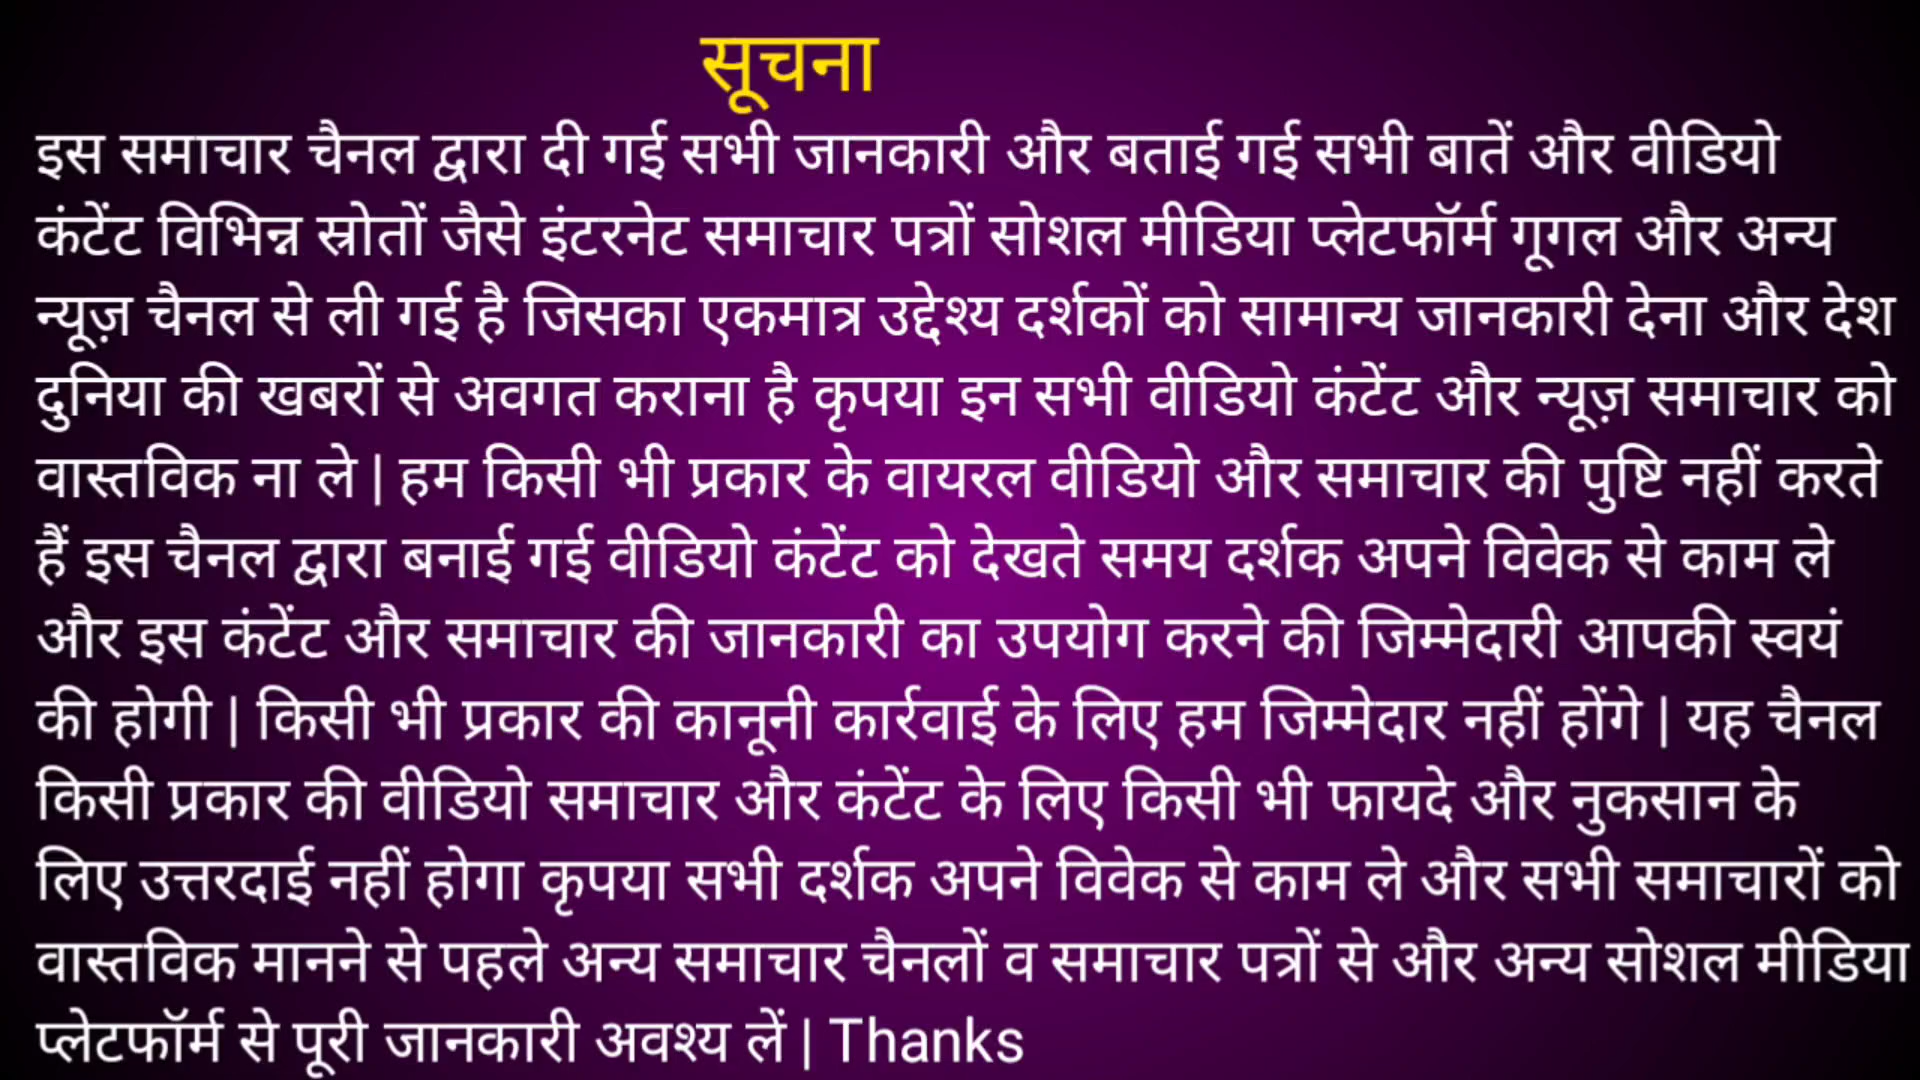 सूचना
इस समाचार चैनल द्वारा दी गई सभी जानकारी और बताई गई सभी बातें और वीडियो
कंटेंट विभिन्न स्रोतों जैसे इंटरनेट समाचार पत्रों सोशल मीडिया प्लेटफॉर्म गूगल और अन्य
न्यूज़ चैनल से ली गई है जिसका एकमात्र उद्देश्य दर्शकों को सामान्य जानकारी देना और देश
दुनिया की खबरों से अवगत कराना है कृपया इन सभी वीडियो कंटेंट और न्यूज़ समाचार को
वास्तविक ना ले | हम किसी भी प्रकार के वायरल वीडियो और समाचार की पुष्टि नहीं करते
हैं इस चैनल द्वारा बनाई गई वीडियो कंटेंट को देखते समय दर्शक अपने विवेक से काम ले
और इस कंटेंट और समाचार की जानकारी का उपयोग करने की जिम्मेदारी आपकी स्वयं
की होगी | किसी भी प्रकार की कानूनी कार्रवाई के लिए हम जिम्मेदार नहीं होंगे | यह चैनल
किसी प्रकार की वीडियो समाचार और कंटेंट के लिए किसी भी फायदे और नुकसान के
लिए उत्तरदाई नहीं होगा कृपया सभी दर्शक अपने विवेक से काम ले और सभी समाचारों को
वास्तविक मानने से पहले अन्य समाचार चैनलों व समाचार पत्रों से और अन्य सोशल मीडिया
प्लेटफॉर्म से पूरी जानकारी अवश्य लें | Thanks